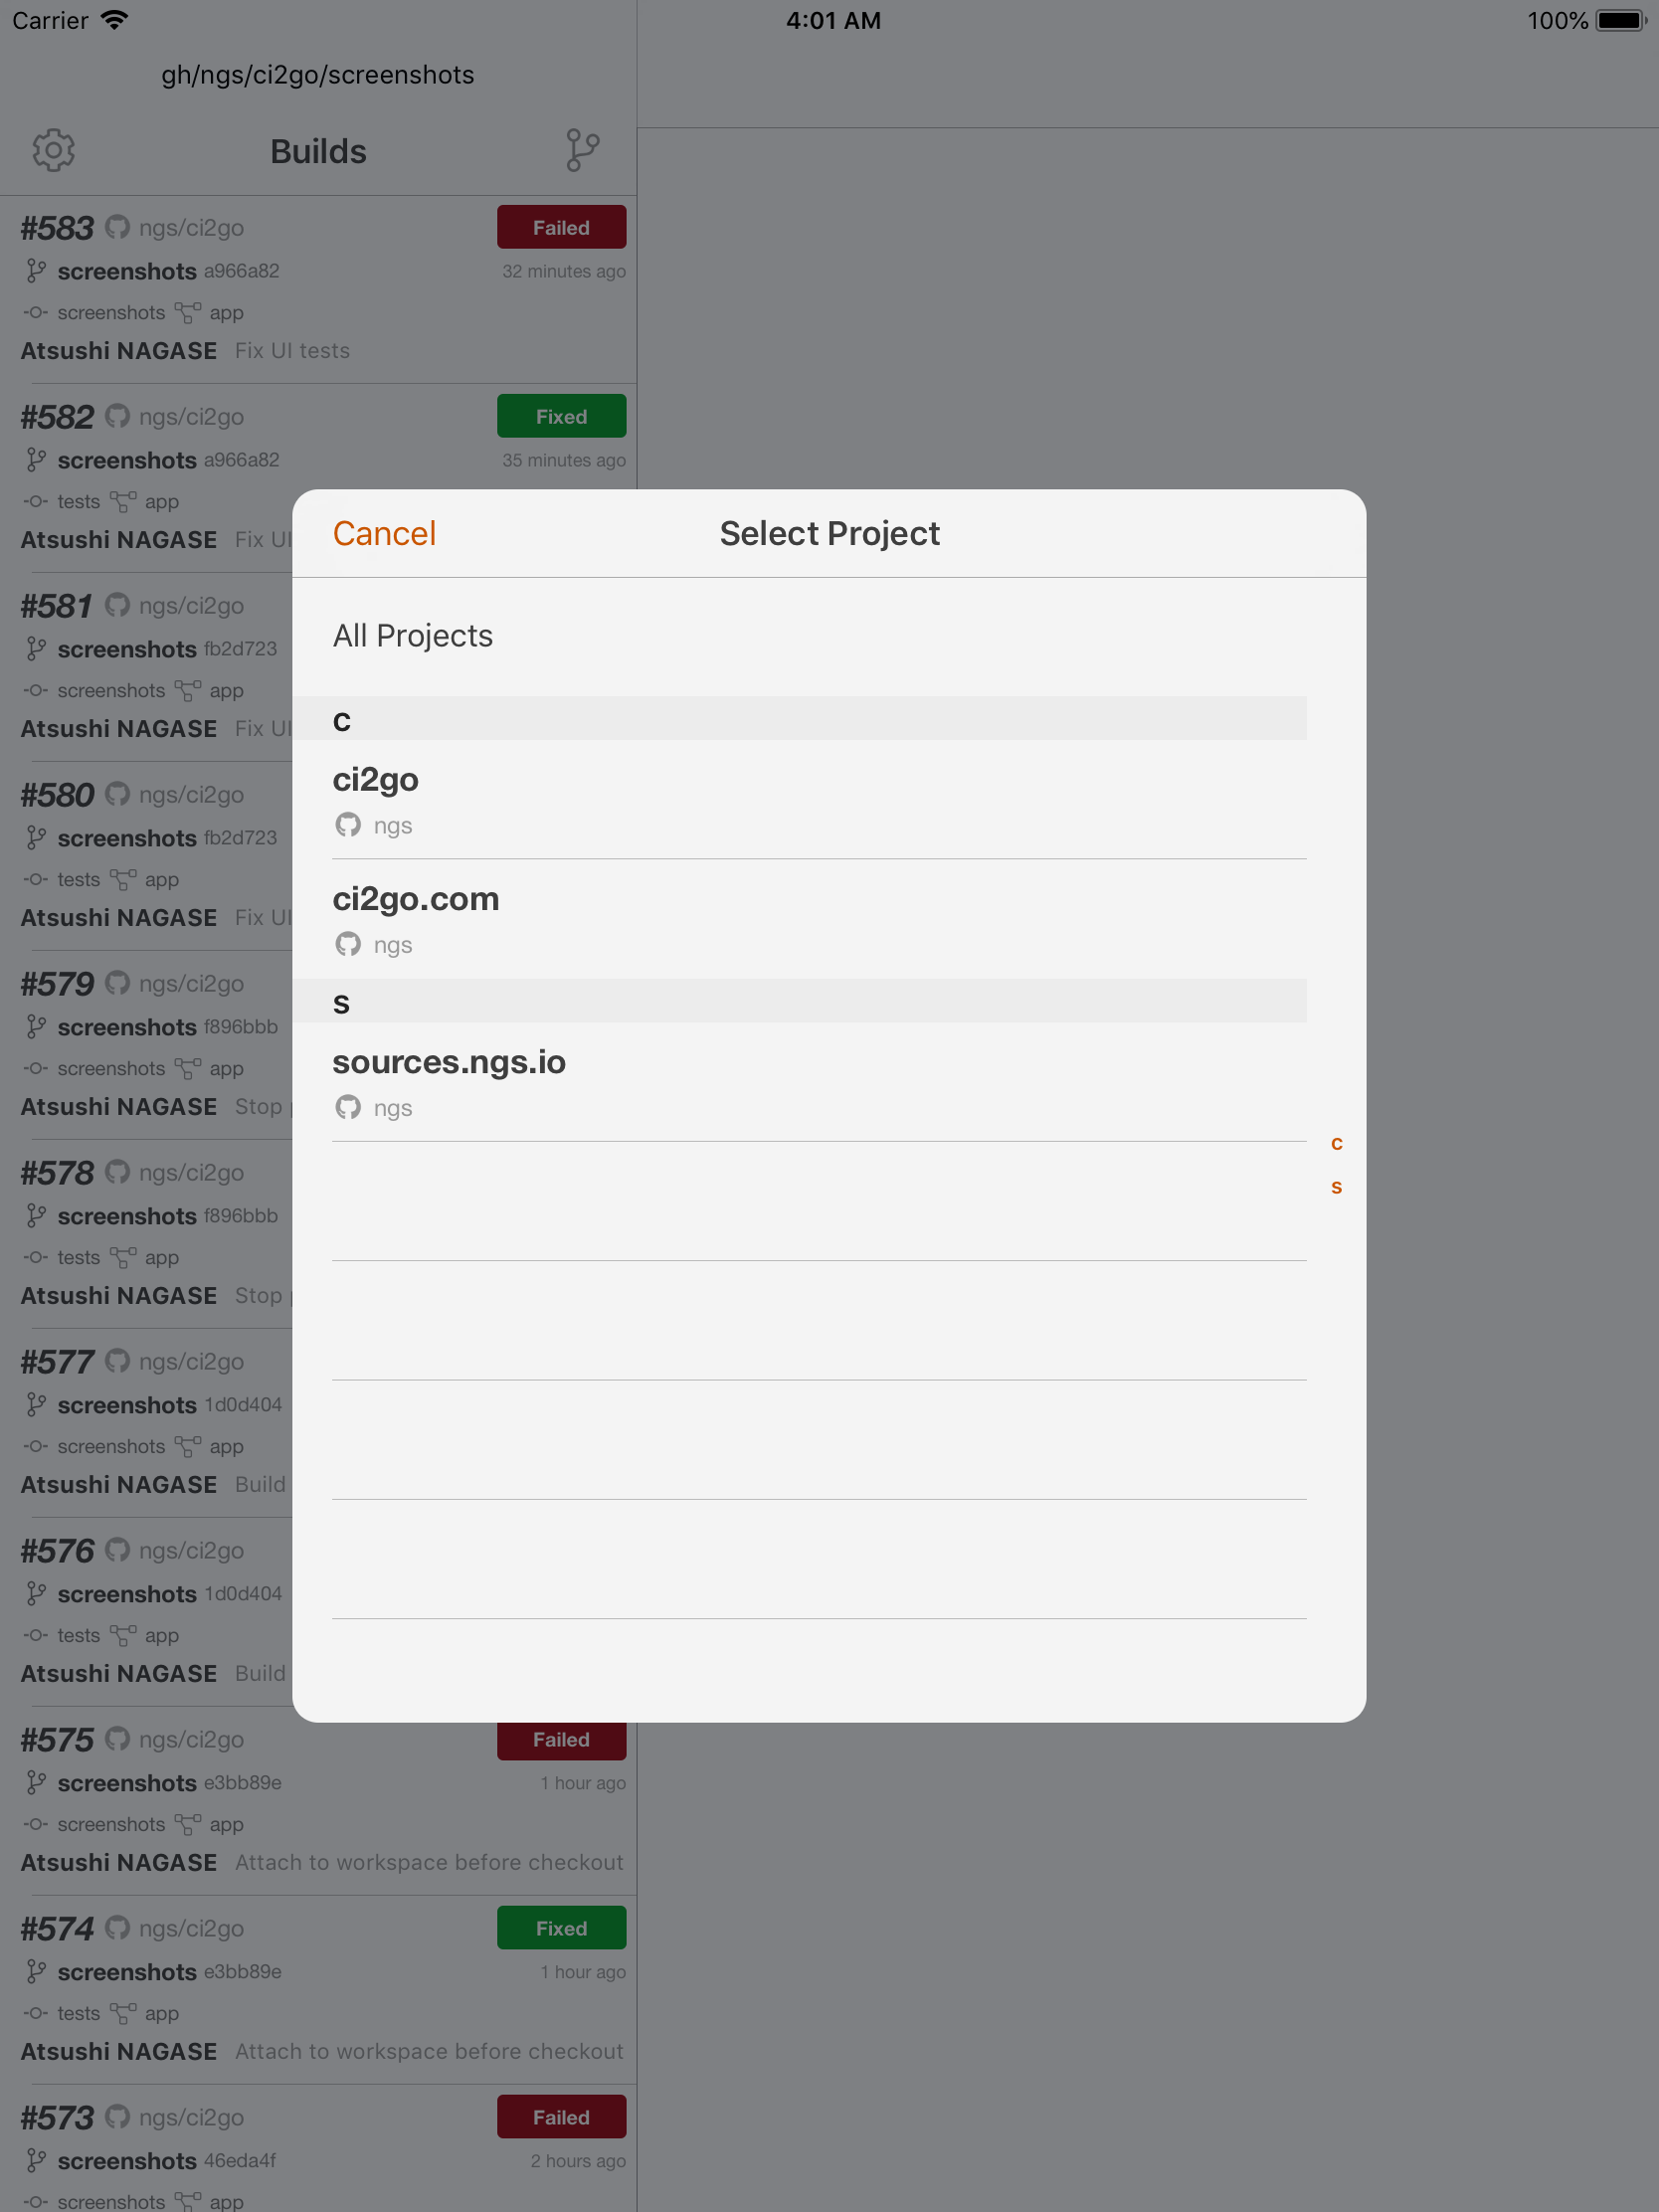 Carrier 4:01 AM 100%
gh/ngs/ci2go/screenshots
Builds
#583 ngs/ci2go Failed
screenshots a966a82 32 minutes ago
screenshots app
Atsushi NAGASE Fix UI tests
#582 ngs/ci2go Fixed
screenshots a966a82 35 minutes ago
tests app
Atsushi NAGASE Fix UI
#581 ngs/ci2go
screenshots fb2d723
screenshots app
Atsushi NAGASE Fix UI
#580 ngs/ci2go
screenshots fb2d723
tests app
Atsushi NAGASE Fix UI
#579 ngs/ci2go
screenshots f896bbb
screenshots app
Atsushi NAGASE Stop
#578 ngs/ci2go
screenshots f896bbb
tests app
Atsushi NAGASE Stop
#577 ngs/ci2go
screenshots 1d0d404
screenshots app
Atsushi NAGASE Build
#576 ngs/ci2go
screenshots 1d0d404
tests app
Atsushi NAGASE Build
#575 ngs/ci2go Failed
screenshots e3bb89e 1 hour ago
screenshots app
Atsushi NAGASE Attach to workspace before checkout
#574 ngs/ci2go Fixed
screenshots e3bb89e 1 hour ago
tests app
Atsushi NAGASE Attach to workspace before checkout
#573 ngs/ci2go Failed
screenshots 46eda4f 2 hours ago
screenshots app
Cancel Select Project
All Projects
c
ci2go
ngs
ci2go.com
ngs
s
sources.ngs.io
ngs
c
s